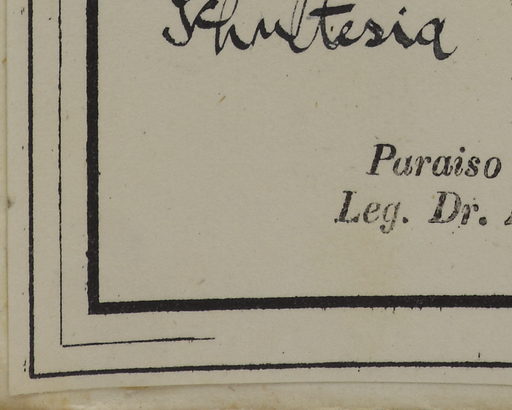 Schultesia
Paraiso
Leg. Dr.